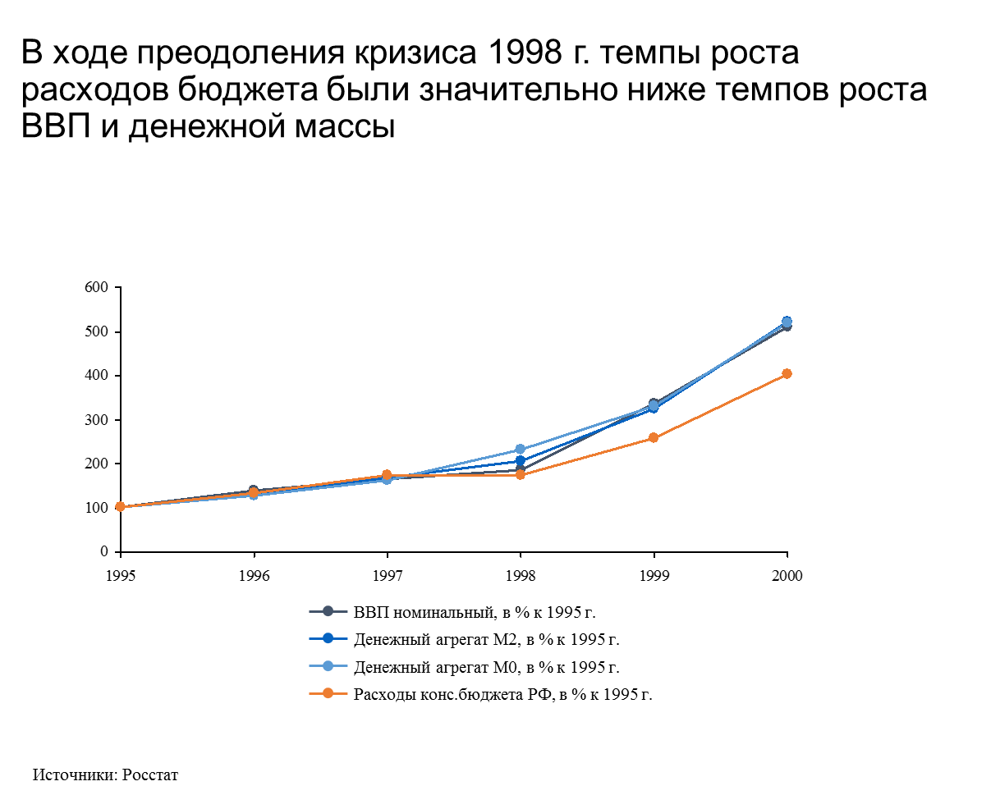 В ходе преодоления кризиса 1998 г. темпы роста
расходов бюджета были значительно ниже темпов роста
ВВП и денежной массы
600
500
400
300
200
100
0
1995 1996 1997 1998 1999 2000
ВВП номинальный, в % к 1995 г.
Денежный агрегат М2, в % к 1995 г.
Денежный агрегат М0, в % к 1995 г.
Расходы конс.бюджета РФ, в % к 1995 г.
Источники: Росстат